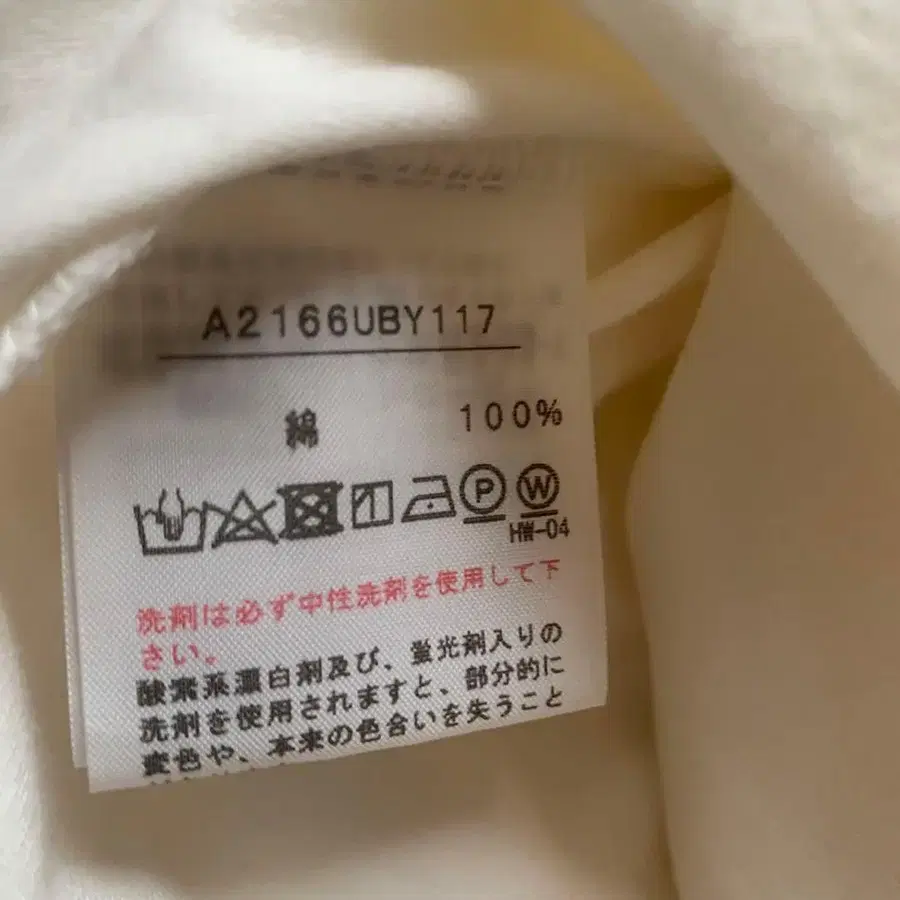 A2166UBY117
綿 100%
P W
HW-04
洗剤は必ず中性洗剤を使用して下
さい。
酸素系漂白剤及び、蛍光剤入りの
洗剤を使用されますと、部分的に
変色や、本来の色合いを失うこと